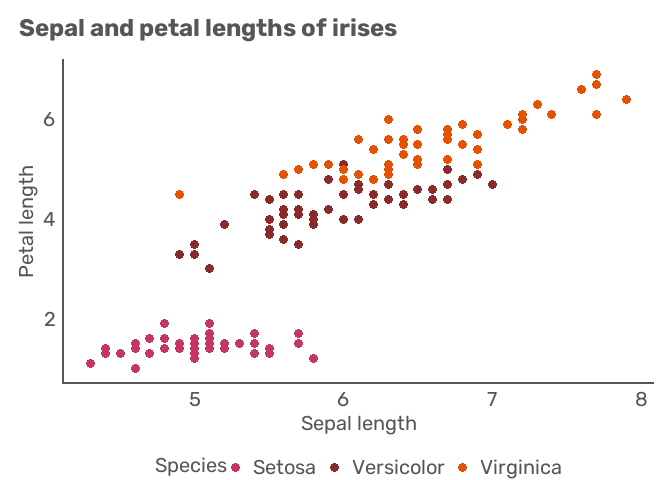 Sepal and petal lengths of irises
Petal length
6
4
2
5 6 7 8
Sepal length
Species Setosa Versicolor Virginica